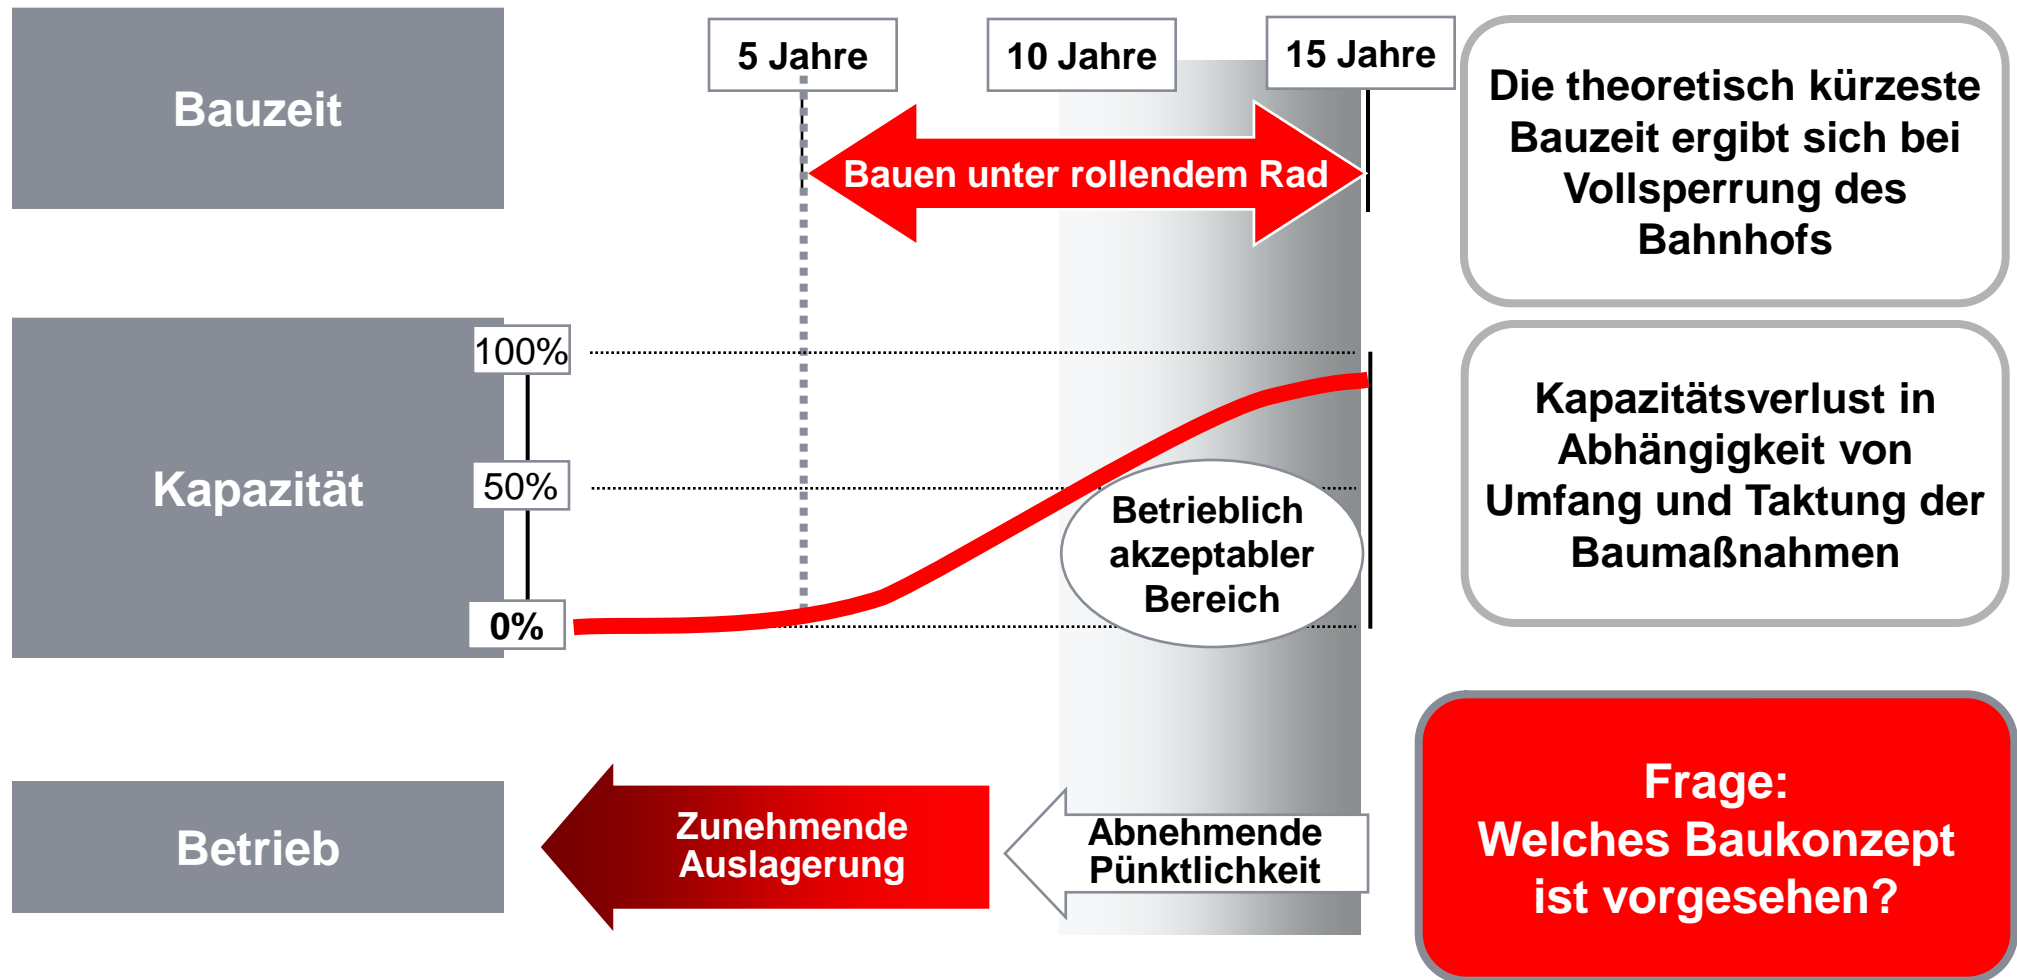 Bauzeit
5 Jahre
10 Jahre
15 Jahre
Bauen unter rollendem Rad
Die theoretisch kürzeste
Bauzeit ergibt sich bei
Vollsperrung des
Bahnhofs
Kapazität
100%
50%
0%
Betrieblich
akzeptabler
Bereich
Kapazitätsverlust in
Abhängigkeit von
Umfang und Taktung der
Baumaßnahmen
Betrieb
Zunehmende
Auslagerung
Abnehmende
Pünktlichkeit
Frage:
Welches Baukonzept
ist vorgesehen?